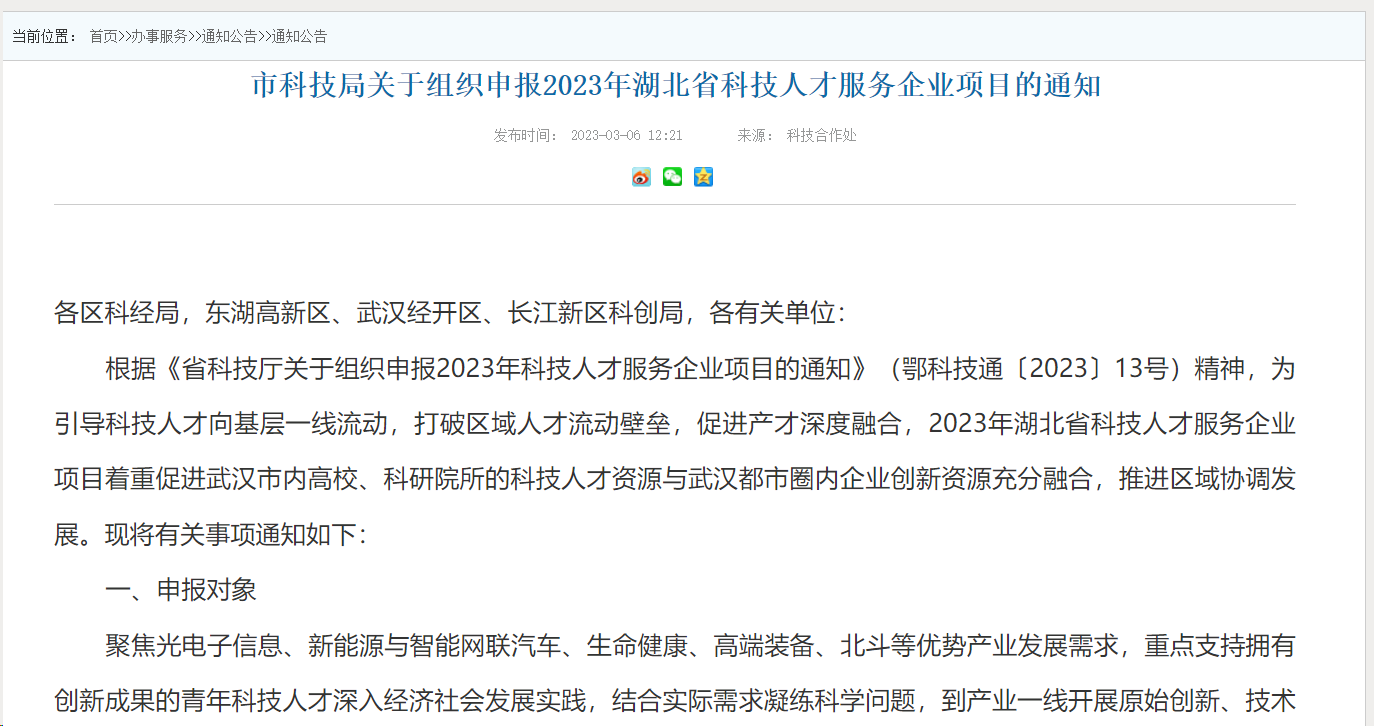 当前位置： 首页>>办事服务>>通知公告>>通知公告
市科技局关于组织申报2023年湖北省科技人才服务企业项目的通知
发布时间： 2023-03-06 12:21 来源： 科技合作处
各区科经局，东湖高新区、武汉经开区、长江新区科创局，各有关单位：
根据《省科技厅关于组织申报2023年科技人才服务企业项目的通知》（鄂科技通〔2023〕13号）精神，为
引导科技人才向基层一线流动，打破区域人才流动壁垒，促进产才深度融合，2023年湖北省科技人才服务企业
项目着重促进武汉市内高校、科研院所的科技人才资源与武汉都市圈内企业创新资源充分融合，推进区域协调发
展。现将有关事项通知如下：
一、申报对象
聚焦光电子信息、新能源与智能网联汽车、生命健康、高端装备、北斗等优势产业发展需求，重点支持拥有
创新成果的青年科技人才深入经济社会发展实践，结合实际需求凝练科学问题，到产业一线开展原始创新、技术